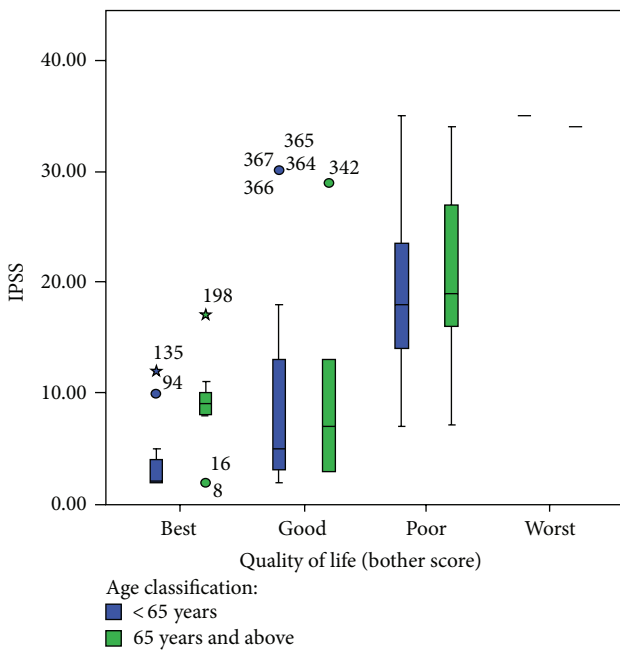 40.00
30.00
20.00
10.00
0.00
IPSS
365
367 364
366
342
198
135
94
16
8
Best Good Poor Worst
Quality of life (bother score)
Age classification:
< 65 years
65 years and above